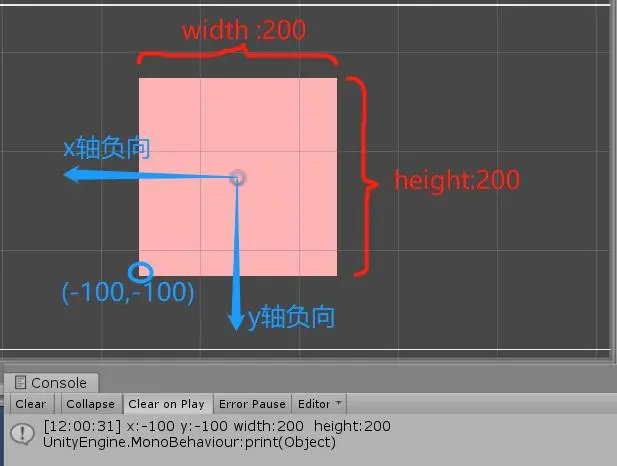 width :200
x轴负向
height:200
(-100,-100)
y轴负向
Console
Clear Collapse Clear on Play Error Pause Editor
[12:00:31] x:-100 y:-100 width:200 height:200
UnityEngine.MonoBehaviour:print(Object)